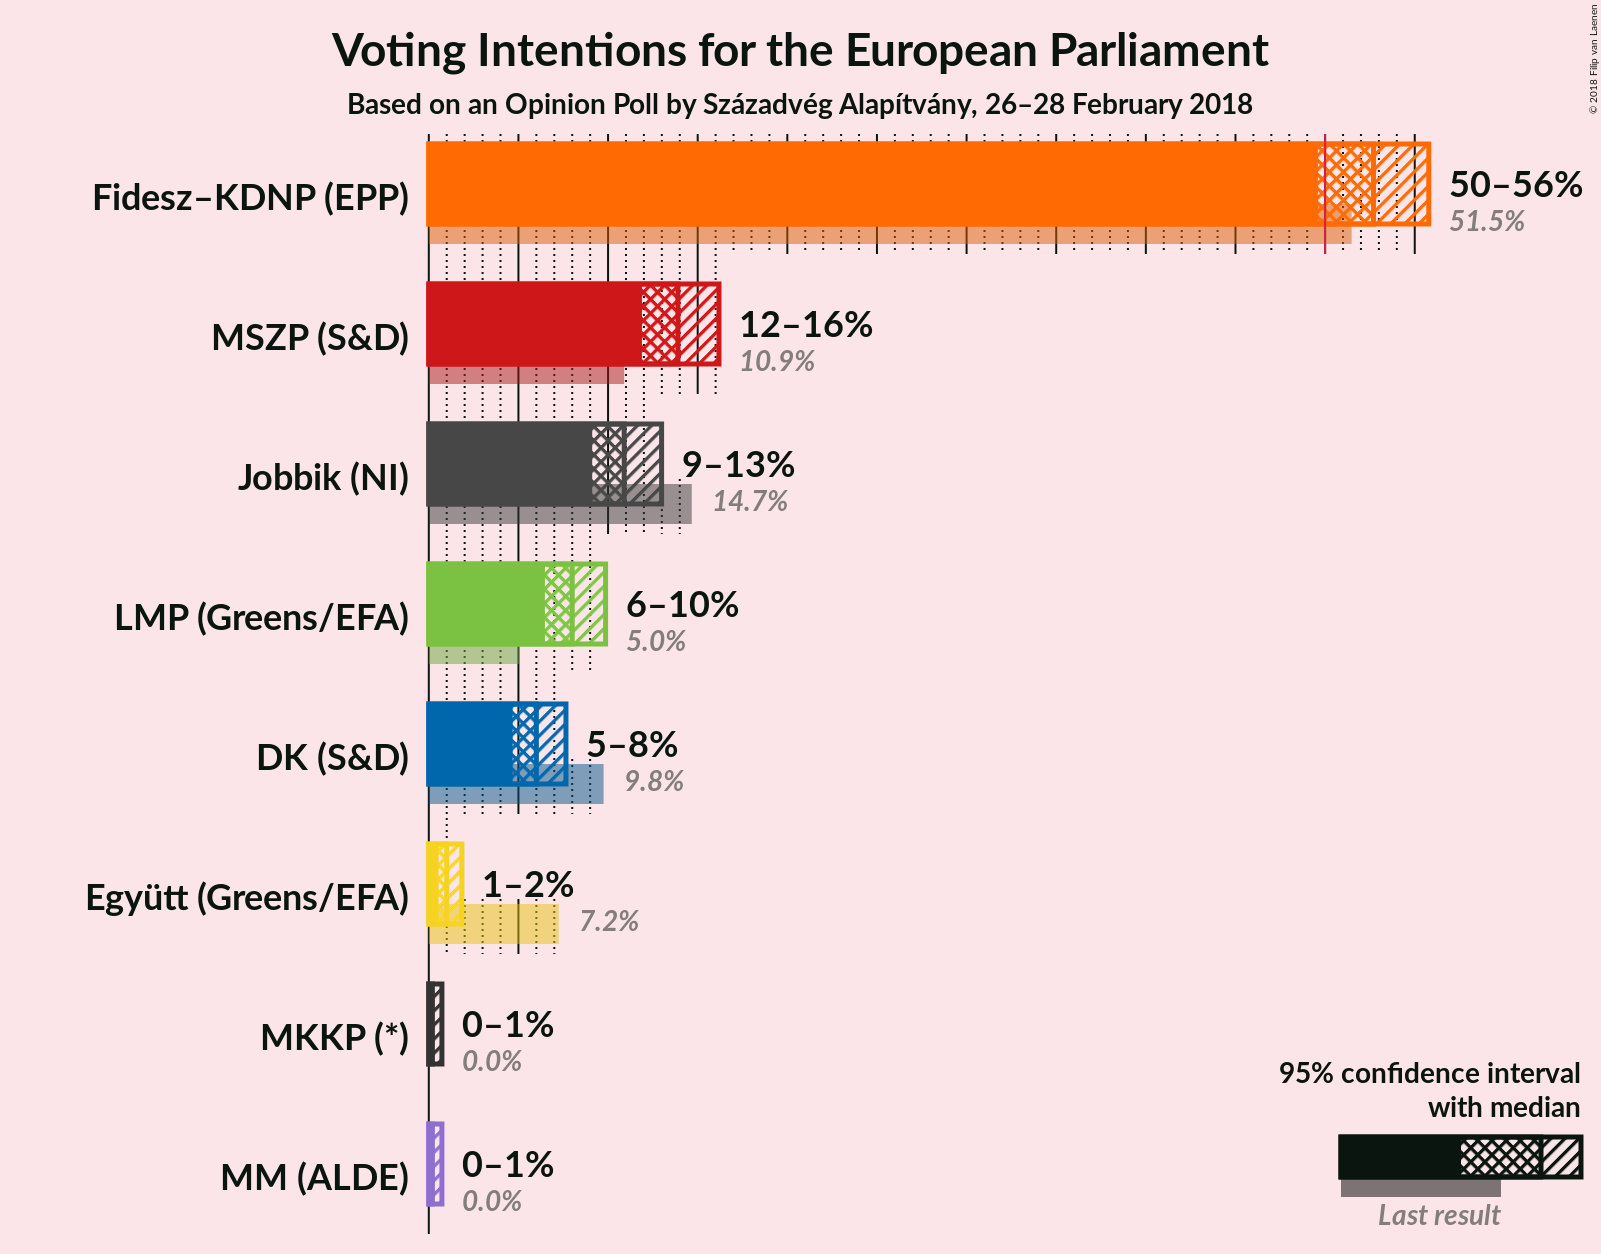 Voting Intentions for the European Parliament
Based on an Opinion Poll by Századvég Alapítvány, 26–28 February 2018
© 2018 Filip van Laenen
Fidesz–KDNP (EPP)
50–56%
51.5%
MSZP (S&D)
12–16%
10.9%
Jobbik (NI)
9–13%
14.7%
LMP (Greens/EFA)
6–10%
5.0%
DK (S&D)
5–8%
9.8%
Együtt (Greens/EFA)
1–2%
7.2%
MKKP (*)
0–1%
0.0%
MM (ALDE)
0–1%
0.0%
95% confidence interval
with median
Last result